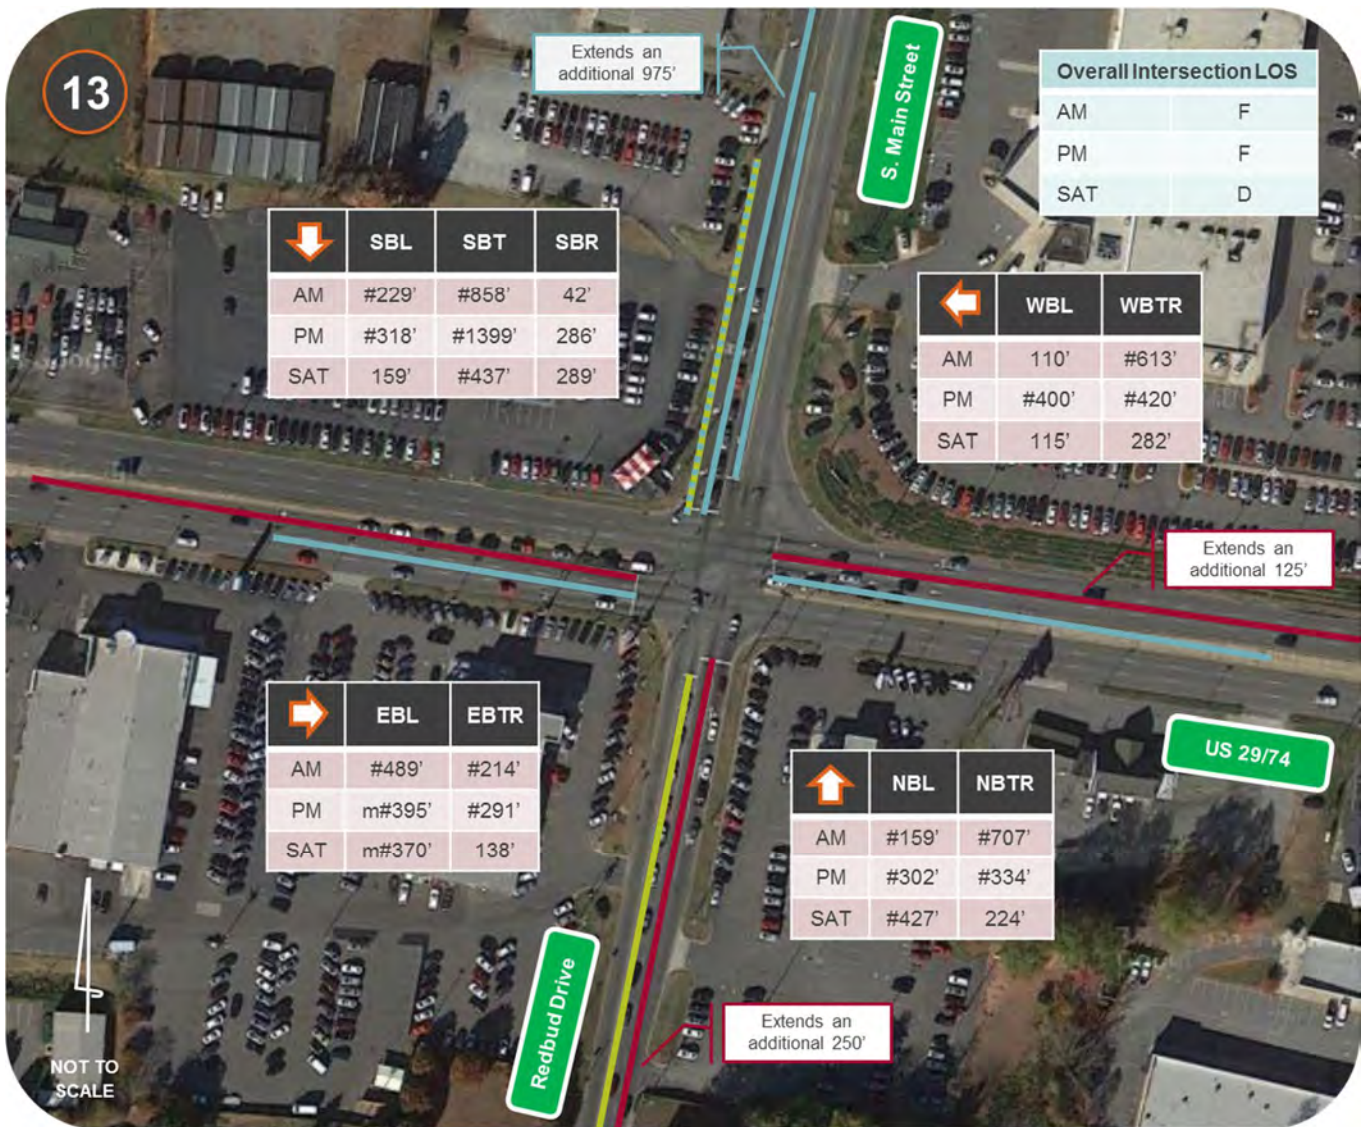 13
Extends an
additional 975'
S. Main Street
Overall Intersection LOS
AM F
PM F
SAT D
SBL SBT SBR
AM #229' #858' 42'
PM #318' #1399' 286'
SAT 159' #437' 289'
WBL WBTR
AM 110' #613'
PM #400' #420'
SAT 115' 282'
Extends an
additional 125'
EBL EBTR
AM #489' #214'
PM m#395' #291'
SAT m#370' 138'
US 29/74
NBL NBTR
AM #159' #707'
PM #302' #334'
SAT #427' 224'
Redbud Drive
Extends an
additional 250'
NOT TO
SCALE